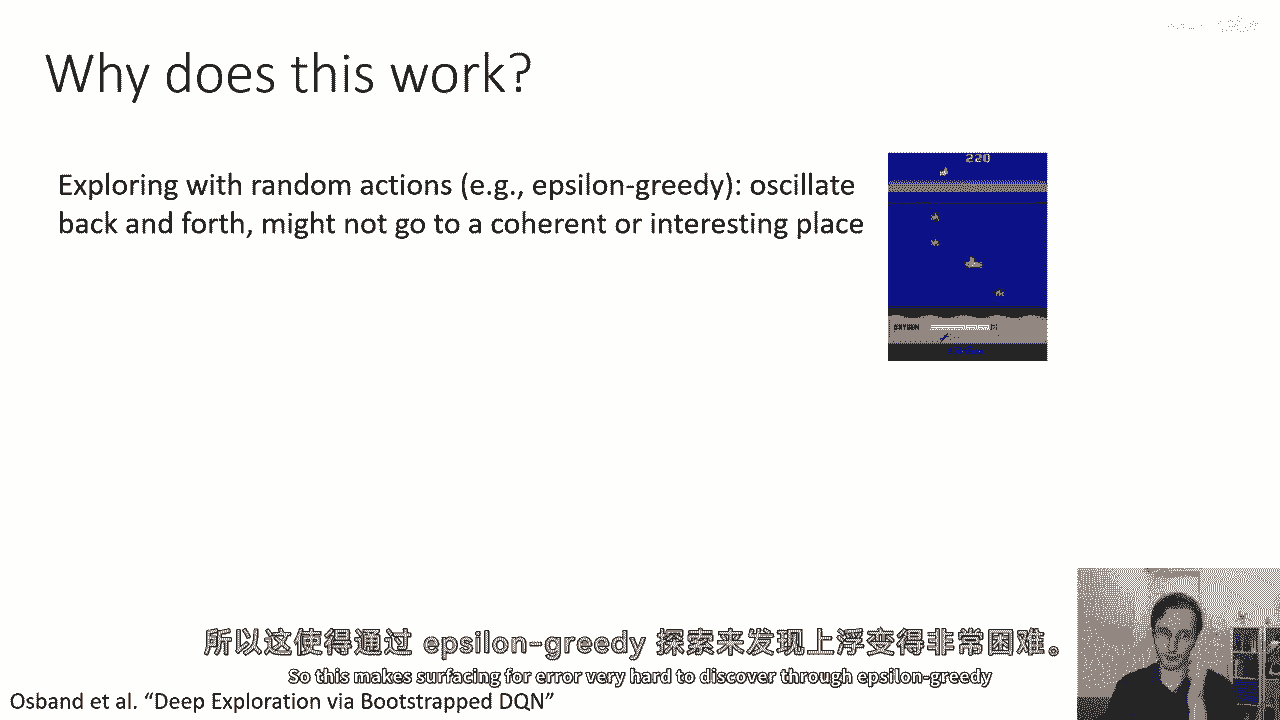 Why does this work?
Exploring with random actions (e.g., epsilon-greedy): oscillate
back and forth, might not go to a coherent or interesting place
220
OXYGEN
所以这使得通过 epsilon-greedy 探索来发现上浮变得非常困难。
So this makes surfacing for error very hard to discover through epsilon-greedy
Osband et al. “Deep Exploration via Bootstrapped DQN”